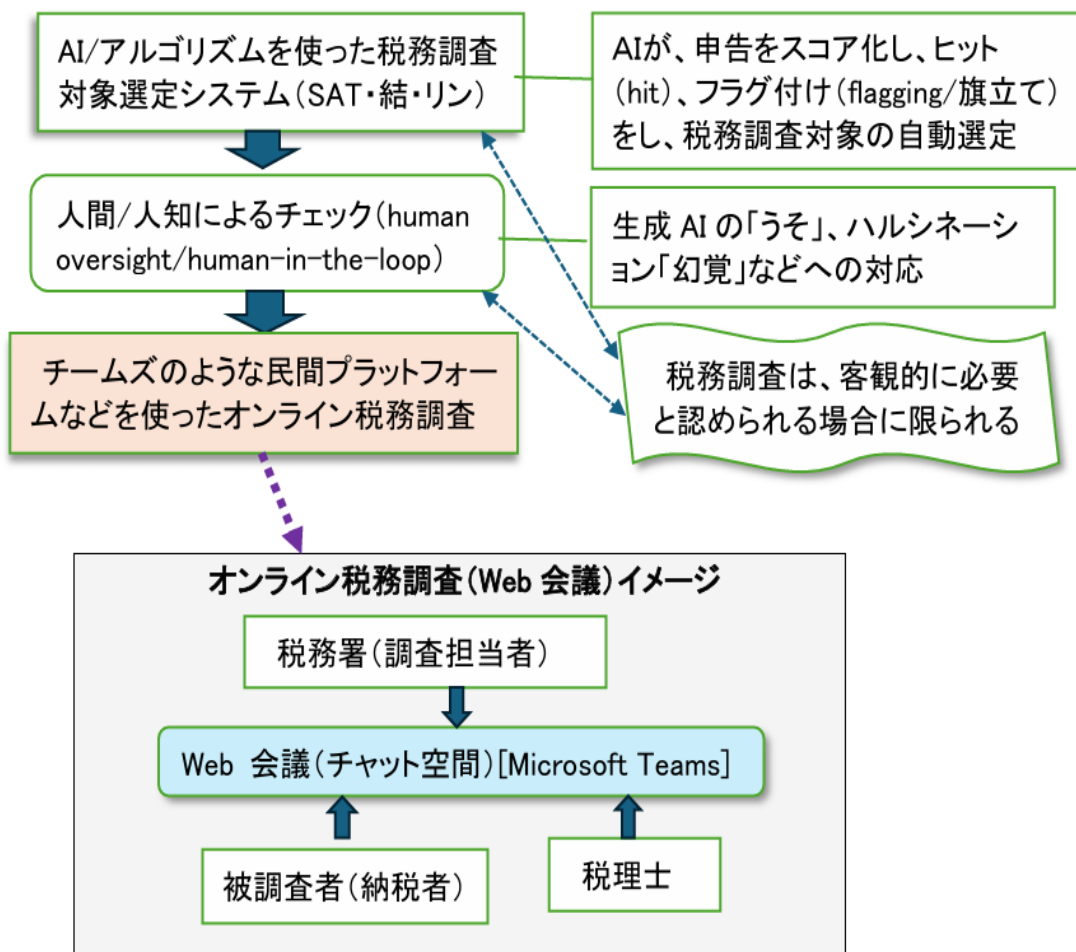 AI/アルゴリズムを使った税務調査
対象選定システム(SAT・結・リン)
AIが、申告をスコア化し、ヒット
(hit)、フラグ付け(flagging/旗立て)
をし、税務調査対象の自動選定
人間/人知によるチェック(human
oversight/human-in-the-loop)
生成 AI の「うそ」、ハルシネーシ
ョン「幻覚」などへの対応
チームズのような民間プラットフォー
ムなどを使ったオンライン税務調査
税務調査は、客観的に必要
と認められる場合に限られる
オンライン税務調査(Web 会議)イメージ
税務署(調査担当者)
Web 会議(チャット空間)[Microsoft Teams]
被調査者(納税者)
税理士